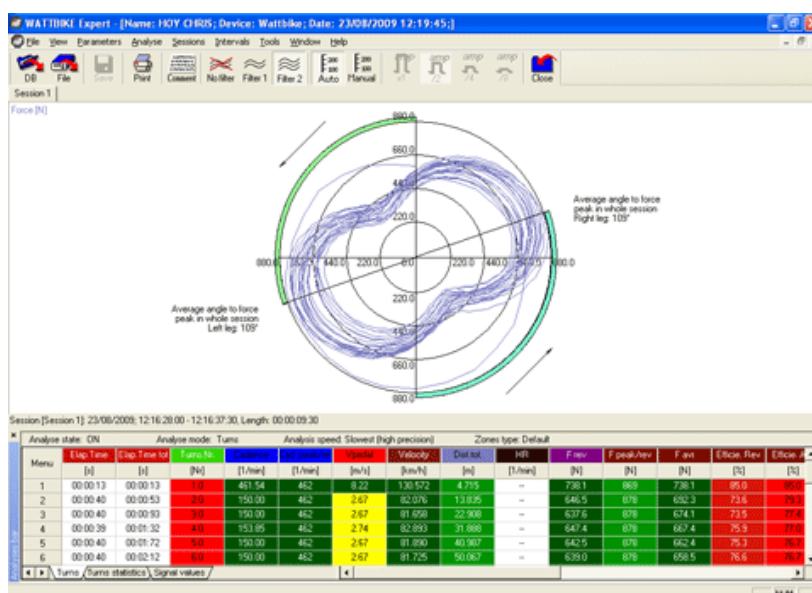 WATTBIKE Expert - [Name: HOY CHRIS; Device: Wattbike; Date: 23/08/2009 12:19:45;]
File View Parameters Analyse Sessions Intervals Tools Window Help
DB File Save Print Comment No filter Filter 1 Filter 2 Auto Manual Close
Session 1
Force [N]
880.0
660.0
440.0
220.0
Average angle to force
peak in whole session
Right leg: 109°
880.0 440.0 220.0 220.0 440.0 880.0
220.0
440.0
660.0
880.0
Average angle to force
peak in whole session
Left leg: 109°
Session [Session 1]: 23/08/2009; 12:16:28.00 - 12:16:37:30, Length: 00:00:09:30
Analyse state: ON Analyse mode: Turns Analysis speed: Slowest (high precision) Zones type: Default
Menu Elap.Time Elap.Time tot Turns.Nr. Cadence Velocity Dist.tot. HR F rev F peak/rev F avr. Efficie. Rev
[s] [s] [Nr] [1/min] [1/min] [m/s] [km/h] [m] [1/min] [N] [N] [N] [%] [%]
1 00:00:13 00:00:13 1.0 461.54 462 8.22 130.572 4.715 -- 738.1 869 738.1 85.0 85.0
2 00:00:40 00:00:53 2.0 150.00 462 2.67 82.076 13.835 -- 646.5 878 692.3 73.6 79.3
3 00:00:40 00:00:93 3.0 150.00 462 2.67 81.658 22.908 -- 637.6 878 674.1 73.5 77.4
4 00:00:39 00:01:32 4.0 153.85 462 2.74 82.893 31.888 -- 647.4 878 667.4 75.9 77.0
5 00:00:40 00:01:72 5.0 150.00 462 2.67 81.890 40.987 -- 642.5 878 662.4 75.3 76.7
6 00:00:40 00:02:12 6.0 150.00 462 2.67 81.725 50.067 -- 639.0 878 658.5 76.6 76.7
Turns Turns statistics Signal values